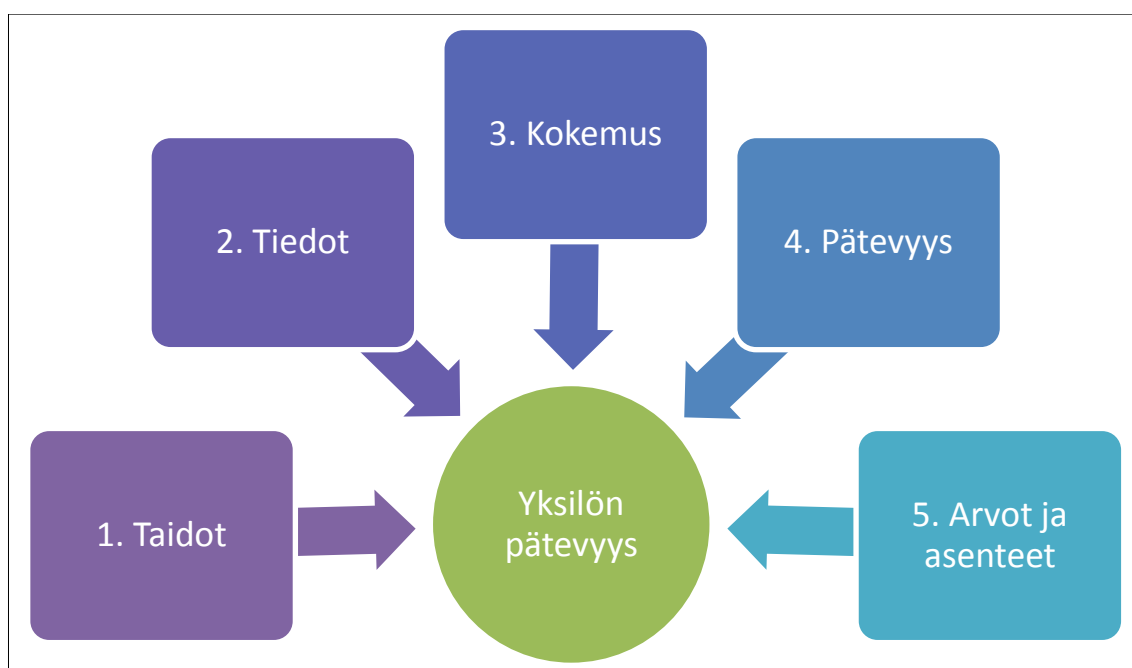 1. Taidot
2. Tiedot
3. Kokemus
4. Pätevyys
5. Arvot ja
asenteet
Yksilön
pätevyys